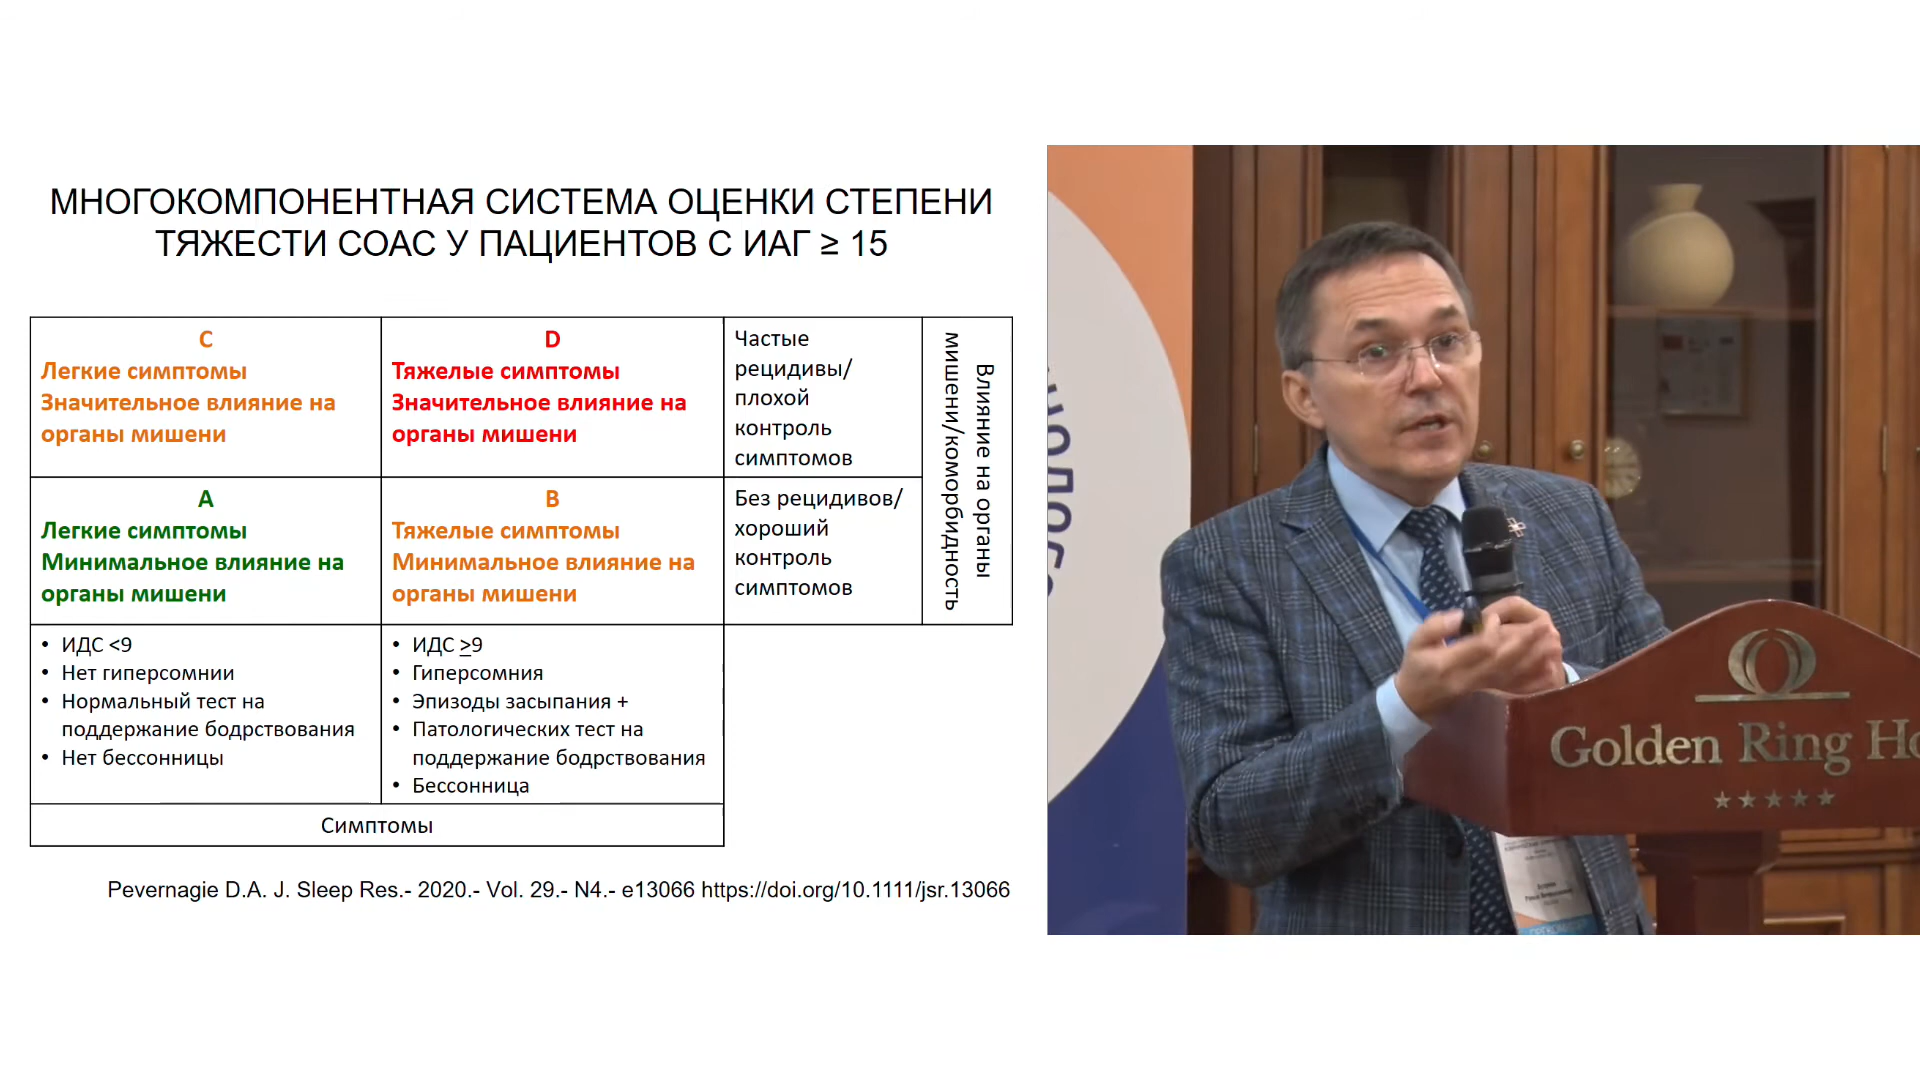 МНОГОКОМПОНЕНТНАЯ СИСТЕМА ОЦЕНКИ СТЕПЕНИ
ТЯЖЕСТИ СОАС У ПАЦИЕНТОВ С ИАГ ≥ 15
C
Легкие симптомы
Значительное влияние на
органы мишени
D
Тяжелые симптомы
Значительное влияние на
органы мишени
Частые
рецидивы/
плохой
контроль
симптомов
Влияние на органы
мишени/коморбидность
A
Легкие симптомы
Минимальное влияние на
органы мишени
B
Тяжелые симптомы
Минимальное влияние на
органы мишени
Без рецидивов/
хороший
контроль
симптомов
• ИДС <9
• Нет гиперсомнии
• Нормальный тест на
поддержание бодрствования
• Нет бессонницы
• ИДС ≥9
• Гиперсомния
• Эпизоды засыпания +
• Патологических тест на
поддержание бодрствования
• Бессонница
Симптомы
Pevernagie D.A. J. Sleep Res.- 2020.- Vol. 29.- N4.- e13066 https://doi.org/10.1111/jsr.13066
Golden Ring Ho